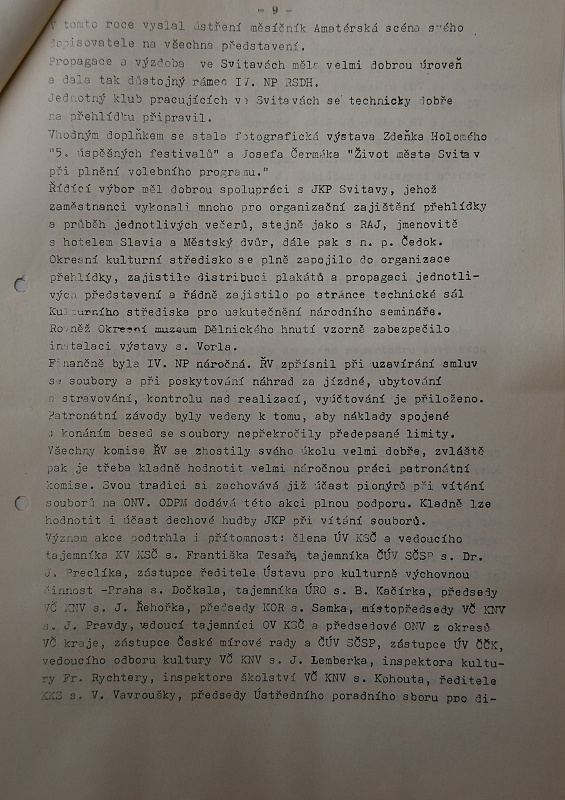 - 9 -
V tomto roce vyslal ústření měsíčník Amatérská scéna svého
dopisovatele na všechna představení.
Propagace a výzdoba ve Svitavách měla velmi dobrou úroveň
a dala tak důstojný rámec IV. NP RSDH.
Jednotný klub pracujících ve Svitavách se technicky dobře
na přehlídku připravil.
Vhodným doplňkem se stala fotografická výstava Zdeňka Holomého
"5. úspěšných festivalů" a Josefa Čermáka "Život města Svitav
při plnění volebního programu."
Řídící výbor měl dobrou spolupráci s JKP Svitavy, jehož
zaměstnanci vykonali mnoho pro organizační zajištění přehlídky
a průběh jednotlivých večerů, stejně jako s RAJ, jmenovitě
s hotelem Slavia a Městský dvůr, dále pak s n. p. Čedok.
Okresní kulturní středisko se plně zapojilo do organizace
přehlídky, zajistilo distribuci plakátů a propagaci jednotli-
vých představení a řádně zajistilo po stránce technické sál
Kulturního střediska pro uskutečnění národního semináře.
Rovněž Okresní muzeum Dělnického hnutí vzorně zabezpečilo
instalaci výstavy s. Vorla.
Finančně byla IV. NP náročná. ŘV zpřísnil při uzavírání smluv
se soubory a při poskytování náhrad za jízdné, ubytování
a stravování, kontrolu nad realizací, vyúčtování je přiloženo.
Patronátní závody byly vedeny k tomu, aby náklady spojené
s konáním besed se soubory nepřekročily předepsané limity.
Všechny komise ŘV se zhostily svého úkolu velmi dobře, zvláště
pak je třeba kladně hodnotit velmi náročnou práci patronátní
komise. Svou tradici si zachovává již účast pionýrů při vítání
souborů na ONV. ODPM dodává této akci plnou podporu. Kladně lze
hodnotit i účast dechové hudby JKP při vítání souborů.
Význam akce podtrhla i přítomnost: člena ÚV KSČ a vedoucího
tajemníka KV KSČ s. Františka Tesaře, tajemníka ČÚV SČSP s. Dr.
J. Preclíka, zástupce ředitele Ústavu pro kulturně výchovnou
činnost -Praha s. Dočkala, tajemníka ÚRO s. B. Kačírka, předsedy
VČ KNV s. J. Řehořka, předsedy KOR s. Samka, místopředsedy VČ KNV
s. J. Pravdy, vedoucí tajemníci OV KSČ a předsedové ONV z okresů
VČ kraje, zástupce České mírové rady a ČÚV SČSP, zástupce ÚV ČČK,
vedoucího odboru kultury VČ KNV s. J. Lemberka, inspektora kultu-
ry Fr. Rychtery, inspektora školství VČ KNV s. Kohouta, ředitele
KKS s. V. Vavroušky, předsedy Ústředního poradního sboru pro di-